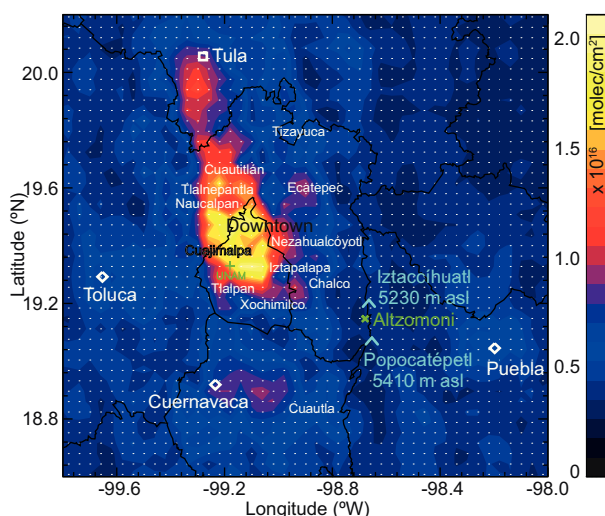 2.0
x 10¹⁶ [molec/cm²]
1.5
1.0
0.5
0
Latitude (ºN)
20.0
19.6
19.2
18.8
Tula
Tizayuca
Cuautitlán
Tlalnepantla
Ecatepec
Naucalpan
Downtown
Nezahualcóyotl
Cuajimalpa
UNAM
Iztapalapa
Tlalpan
Chalco
Xochimilco
Iztaccíhuatl
5230 m asl
Toluca
Altzomoni
Popocatépetl
5410 m asl
Puebla
Cuernavaca
Cuautla
-99.6 -99.2 -98.8 -98.4 -98.0
Longitude (ºW)